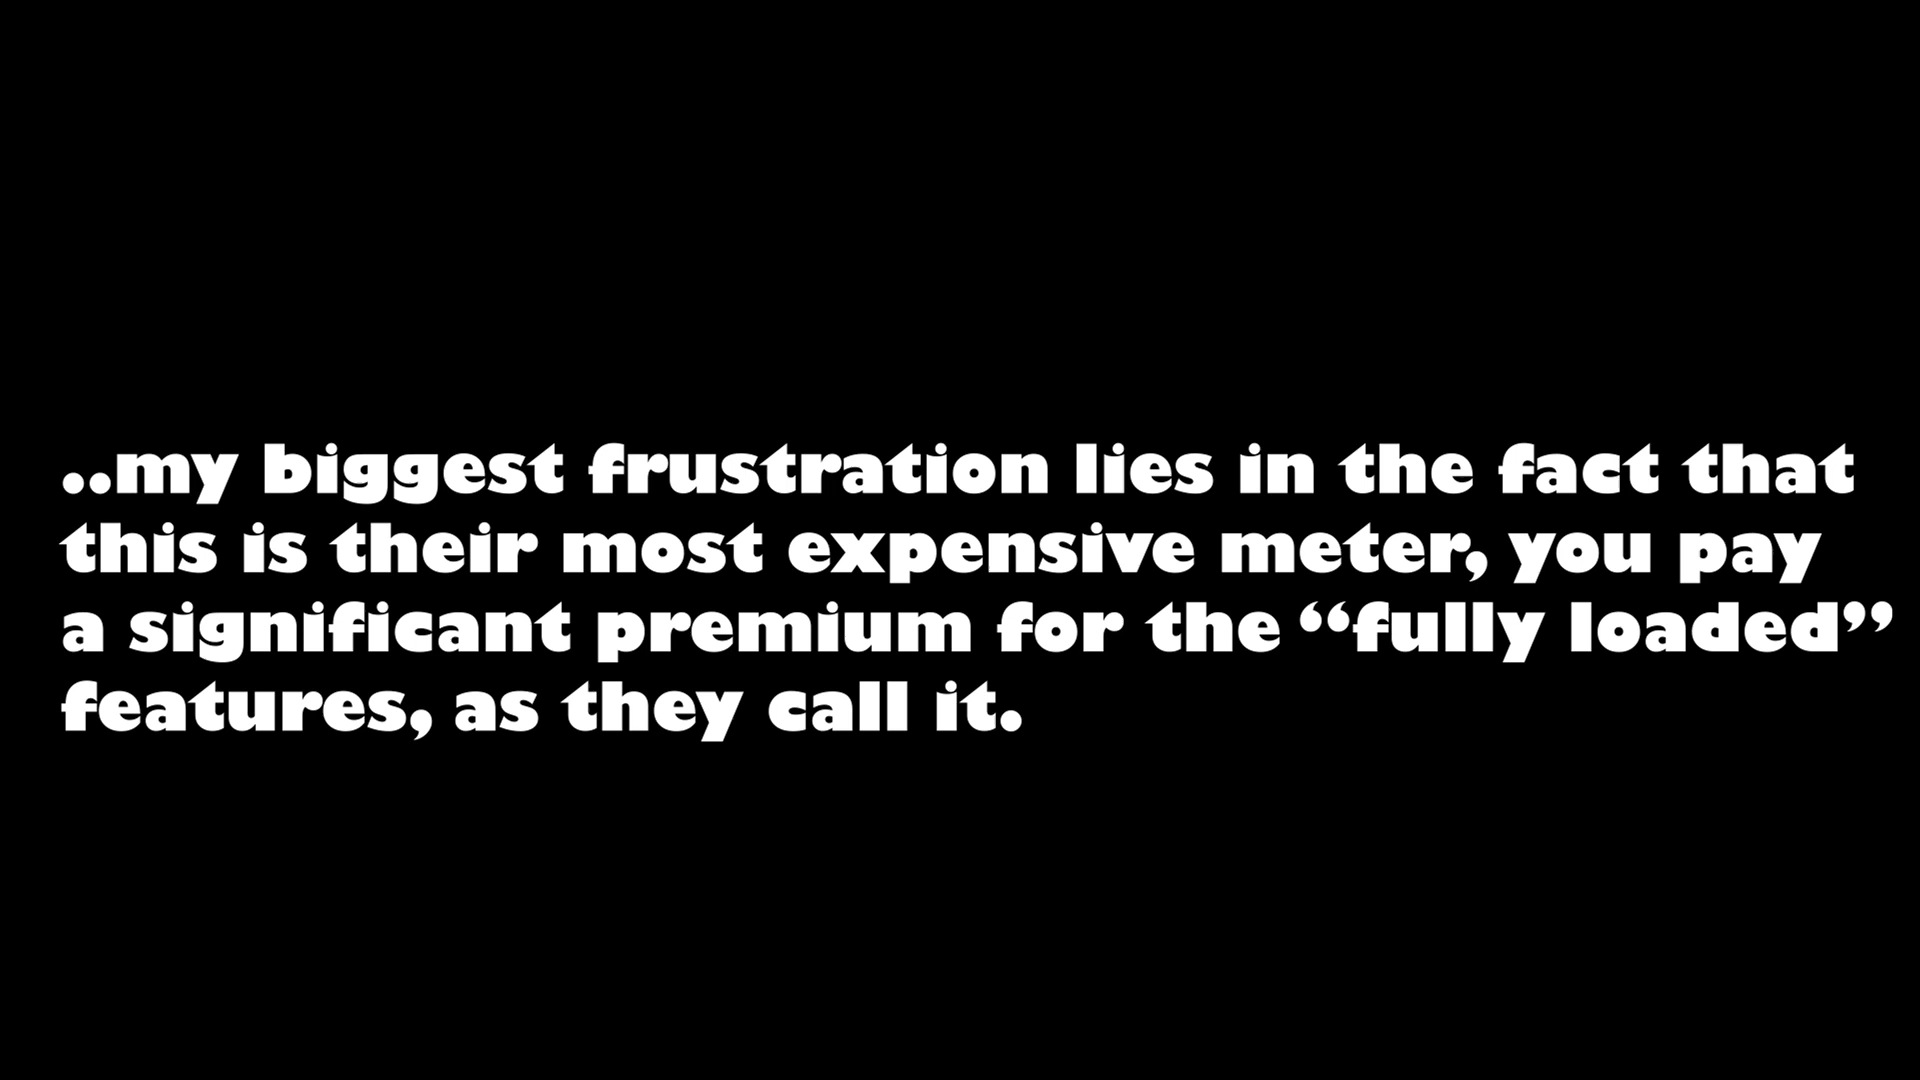 ..my biggest frustration lies in the fact that
this is their most expensive meter, you pay
a significant premium for the “fully loaded”
features, as they call it.